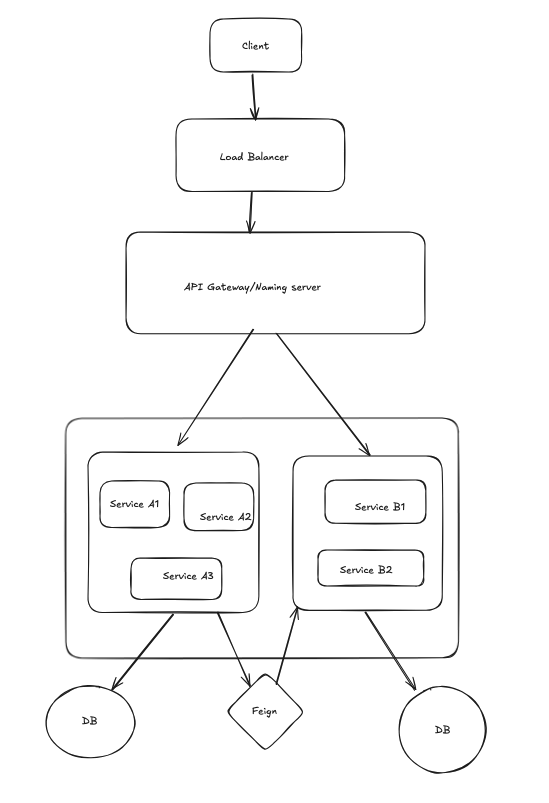 Client
Load Balancer
API Gateway/Naming server
Service A1
Service A2
Service A3
Service B1
Service B2
DB
Feign
DB